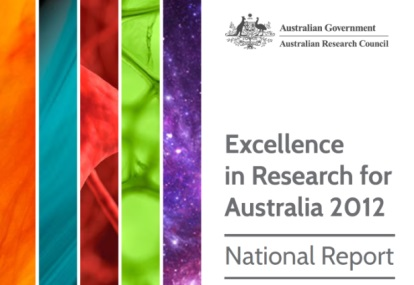 Australian Government
Australian Research Council
Excellence
in Research for
Australia 2012
National Report